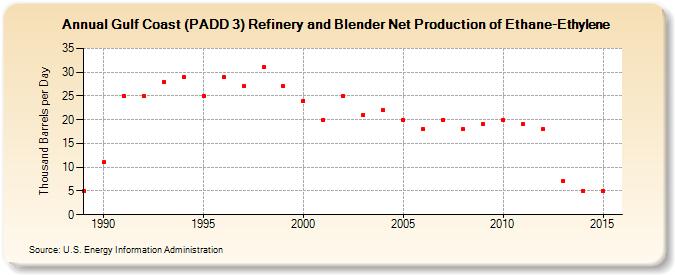 Annual Gulf Coast (PADD 3) Refinery and Blender Net Production of Ethane-Ethylene
Thousand Barrels per Day
35
30
25
20
15
10
5
0
1990 1995 2000 2005 2010 2015
Source: U.S. Energy Information Administration